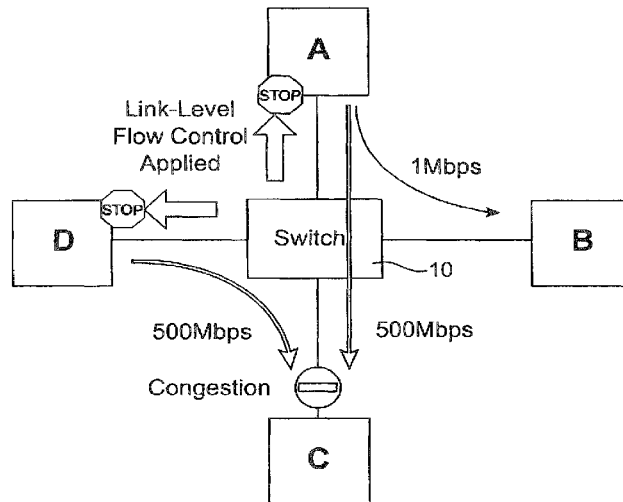 A
STOP
Link-Level
Flow Control
Applied
1Mbps
STOP
D
Switch
B
10
500Mbps
500Mbps
Congestion
C